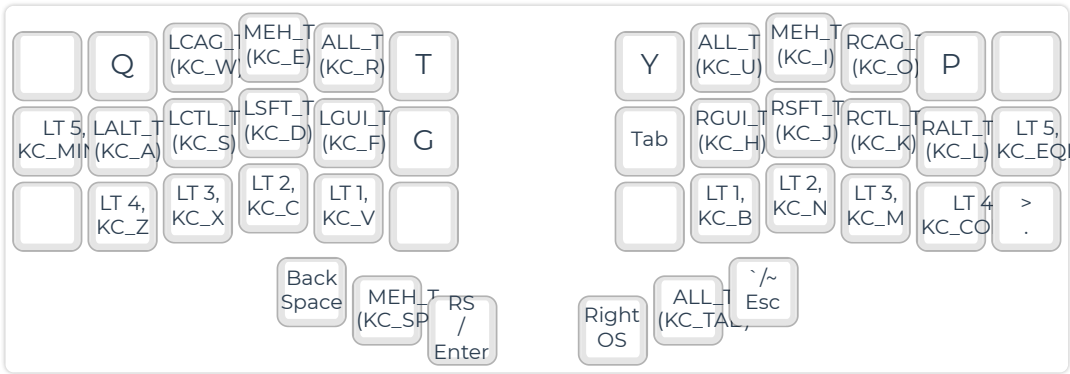 Q
LCAG_T
(KC_W)
MEH_T
(KC_E)
ALL_T
(KC_R)
T
Y
ALL_T
(KC_U)
MEH_T
(KC_I)
RCAG_T
(KC_O)
P
LT 5,
KC_MIN
LALT_T
(KC_A)
LCTL_T
(KC_S)
LSFT_T
(KC_D)
LGUI_T
(KC_F)
G
Tab
RGUI_T
(KC_H)
RSFT_T
(KC_J)
RCTL_T
(KC_K)
RALT_T
(KC_L)
LT 5,
KC_EQL
LT 4,
KC_Z
LT 3,
KC_X
LT 2,
KC_C
LT 1,
KC_V
LT 1,
KC_B
LT 2,
KC_N
LT 3,
KC_M
LT 4
KC_CO
>
.
Back
Space
MEH_T
(KC_SP
RS
/
Enter
Right
OS
ALL_T
(KC_TAB)
`/~
Esc